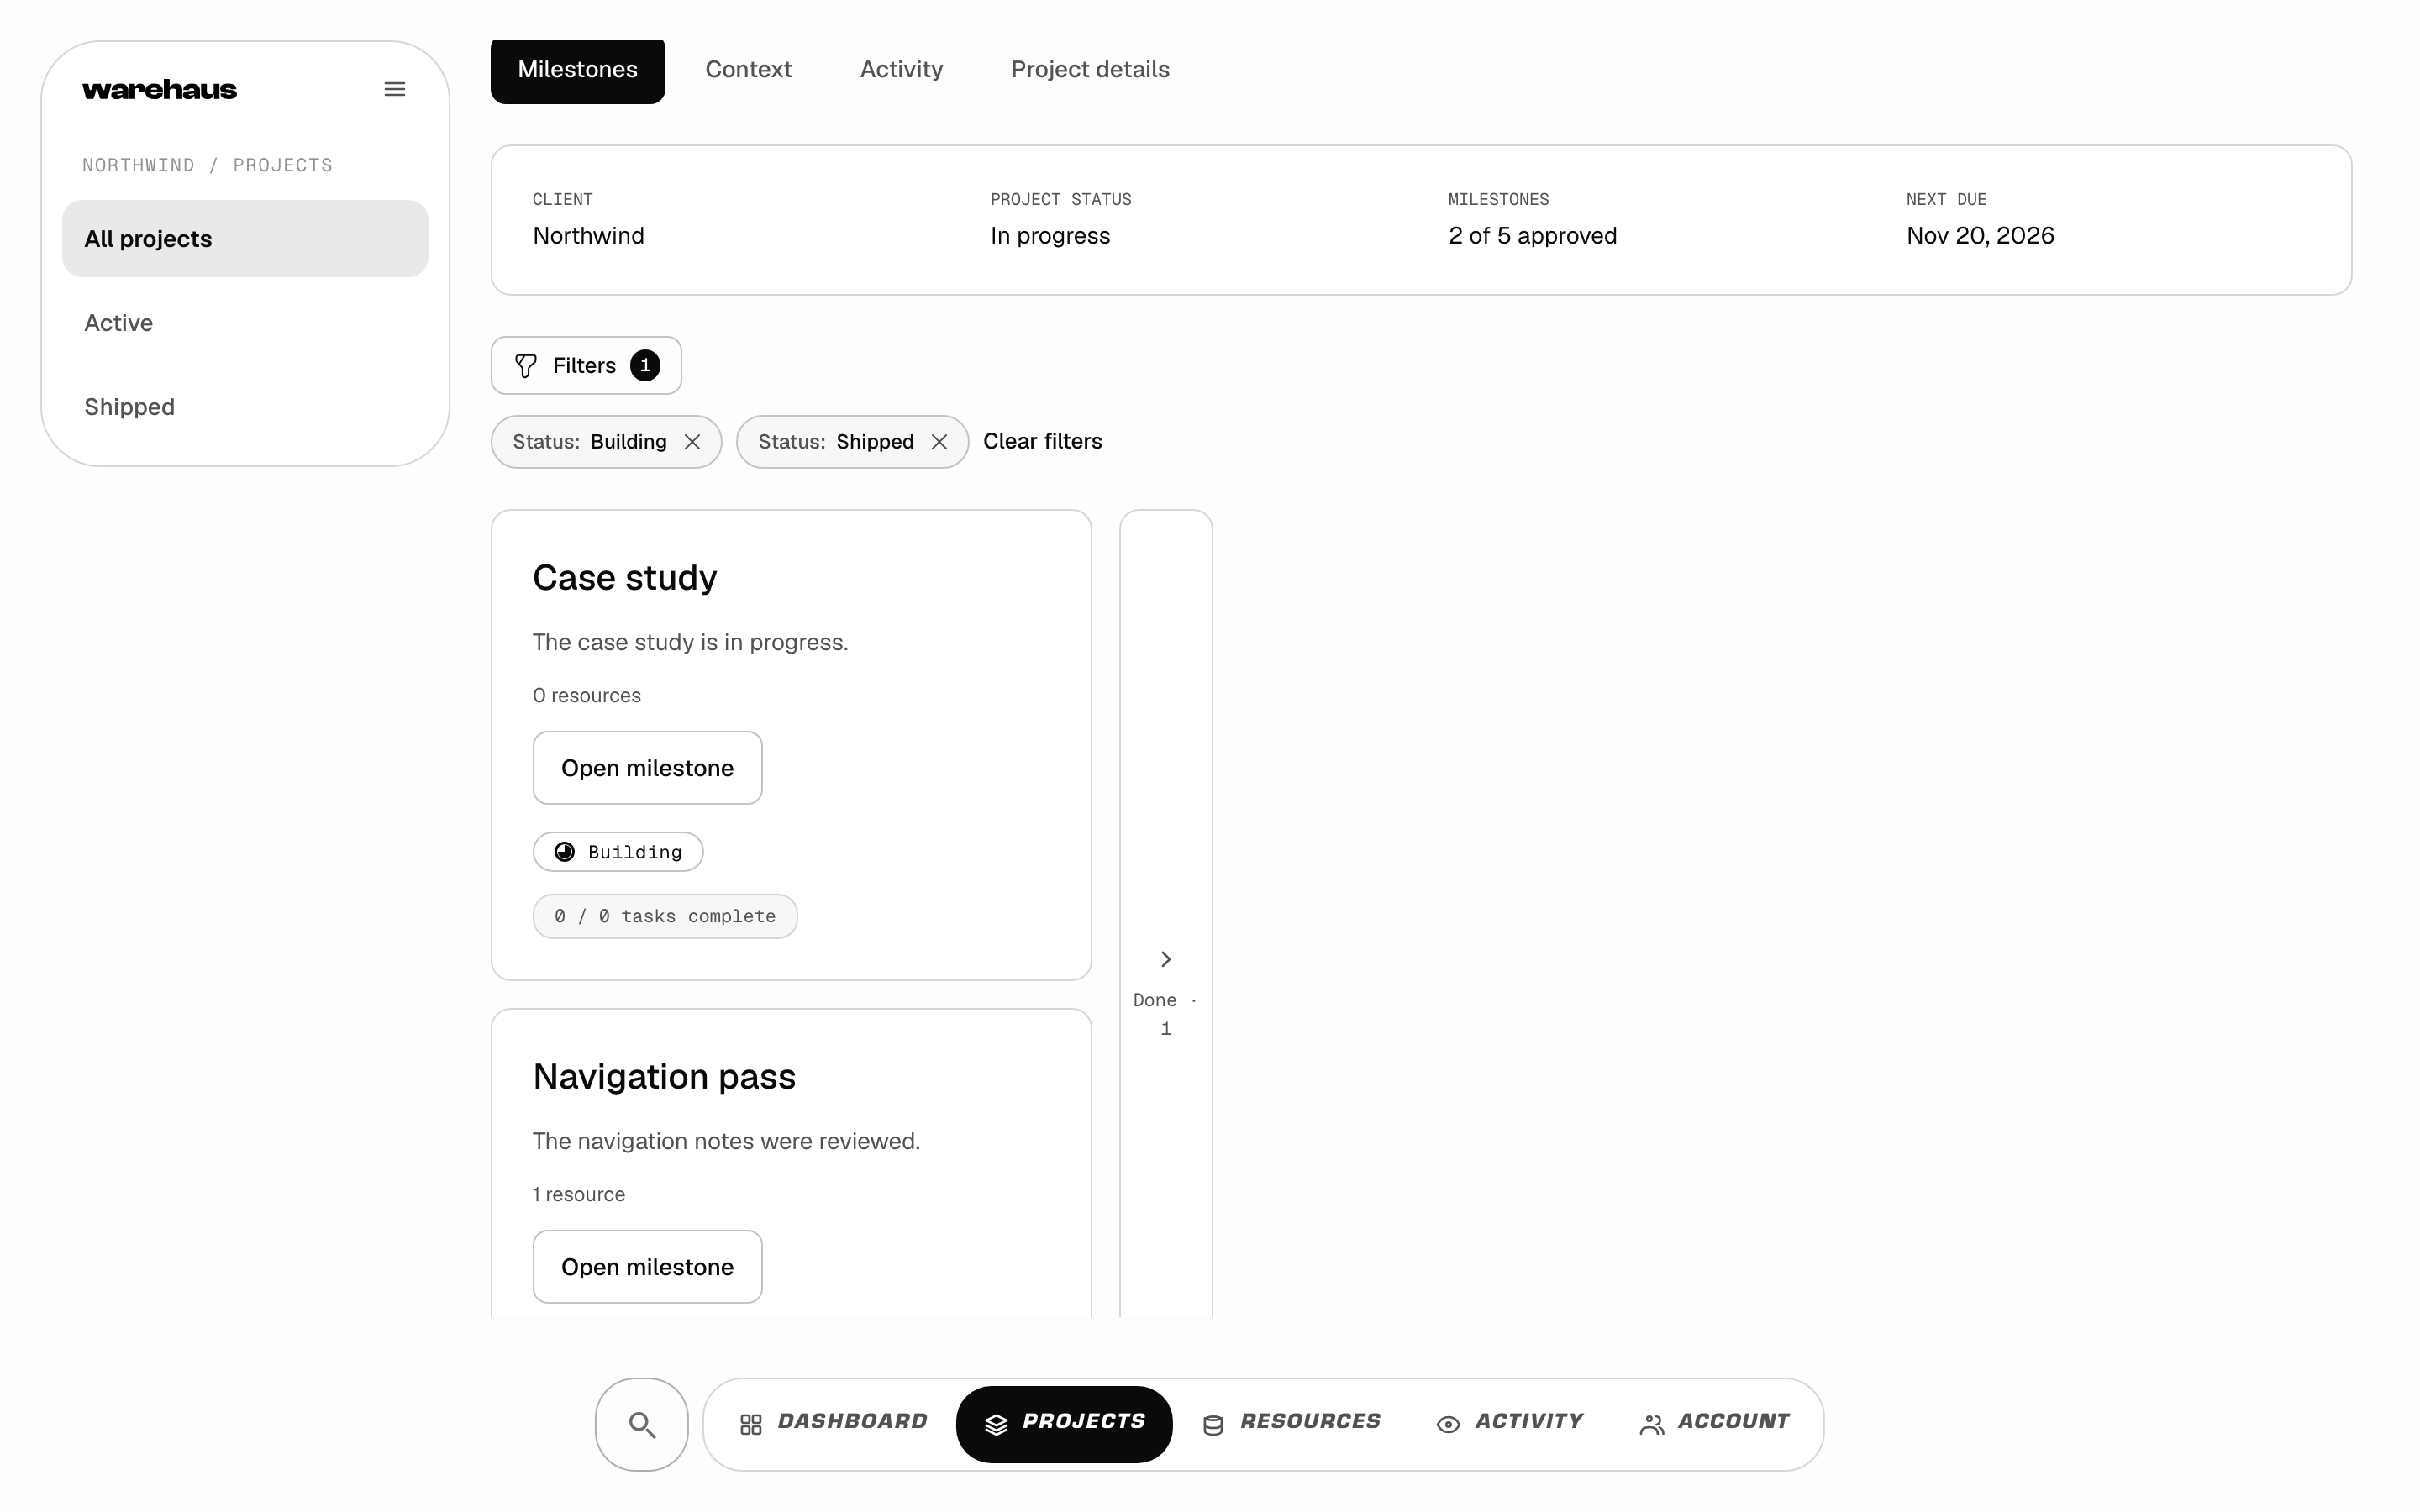 warehaus
NORTHWIND / PROJECTS
All projects
Active
Shipped
Milestones
Context
Activity
Project details
CLIENT
Northwind
PROJECT STATUS
In progress
MILESTONES
2 of 5 approved
NEXT DUE
Nov 20, 2026
Filters 1
Status: Building
Status: Shipped
Clear filters
Case study
The case study is in progress.
0 resources
Open milestone
Building
0 / 0 tasks complete
Navigation pass
The navigation notes were reviewed.
1 resource
Open milestone
Done ·
1
DASHBOARD
PROJECTS
RESOURCES
ACTIVITY
ACCOUNT